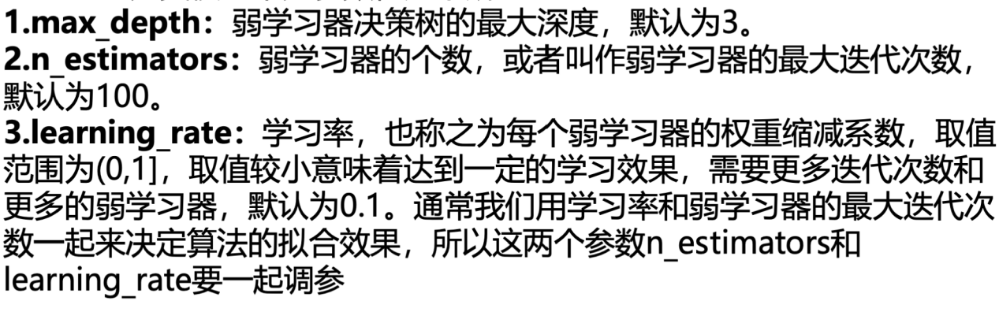 1.max_depth：弱学习器决策树的最大深度，默认为3。
2.n_estimators：弱学习器的个数，或者叫作弱学习器的最大迭代次数，
默认为100。
3.learning_rate：学习率，也称之为每个弱学习器的权重缩减系数，取值
范围为(0,1]，取值较小意味着达到一定的学习效果，需要更多迭代次数和
更多的弱学习器，默认为0.1。通常我们用学习率和弱学习器的最大迭代次
数一起来决定算法的拟合效果，所以这两个参数n_estimators和
learning_rate要一起调参